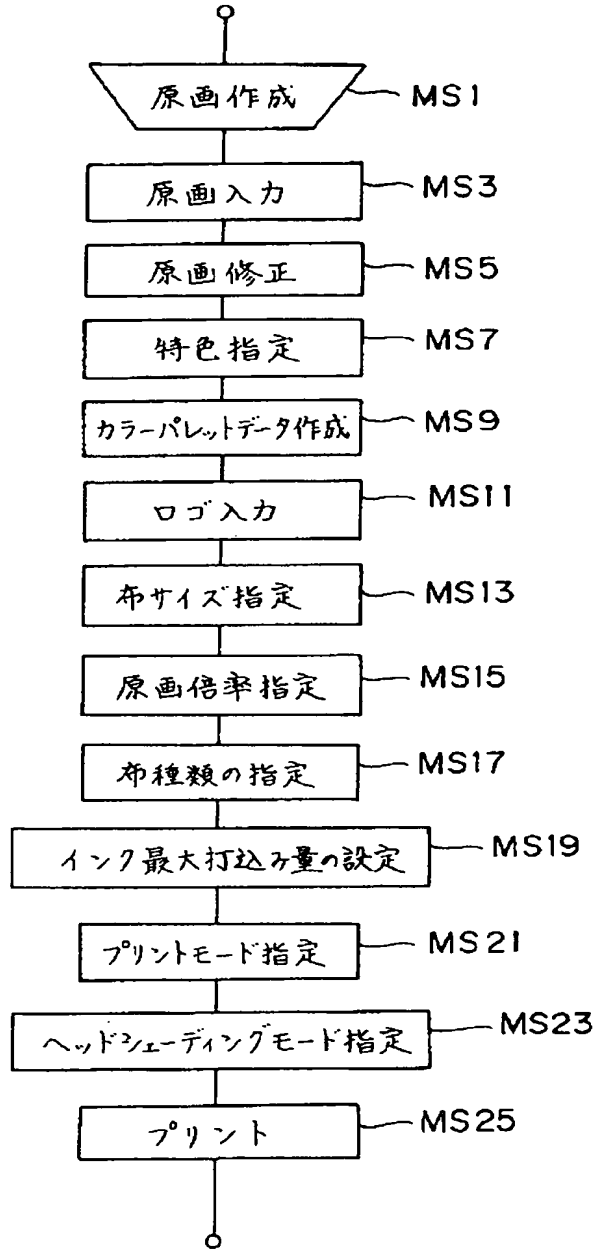 原画作成 MS1
原画入力 MS3
原画修正 MS5
特色指定 MS7
カラーパレットデータ作成 MS9
ロゴ入力 MS11
布サイズ指定 MS13
原画倍率指定 MS15
布種類の指定 MS17
インク最大打込み量の設定 MS19
プリントモード指定 MS21
ヘッドシェーディングモード指定 MS23
プリント MS25